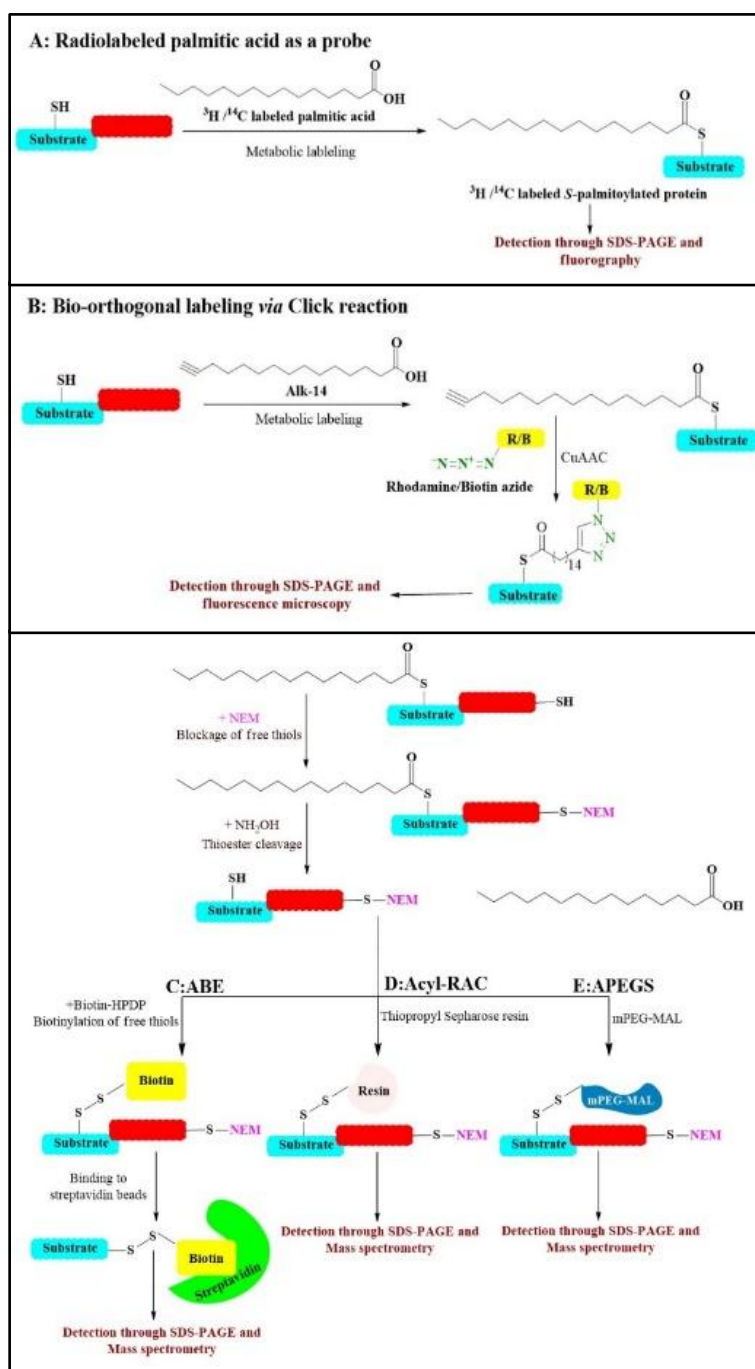 A: Radiolabeled palmitic acid as a probe
O
SH
OH
Substrate
³H /¹⁴C labeled palmitic acid
Metabolic lableling
O
S
Substrate
³H /¹⁴C labeled S-palmitoylated protein
Detection through SDS-PAGE and
fluorography
B: Bio-orthogonal labeling via Click reaction
O
SH
OH
Substrate
Alk-14
Metabolic labeling
O
S
Substrate
R/B
⁻N=N⁺=N
CuAAC
Rhodamine/Biotin azide
R/B
N
N
N
O
S
14
Substrate
Detection through SDS-PAGE and
fluorescence microscopy
O
S
Substrate
SH
+ NEM
Blockage of free thiols
O
S
Substrate
S—NEM
+ NH₂OH
Thioester cleavage
SH
Substrate
S—NEM
O
OH
C:ABE
D:Acyl-RAC
E:APEGS
+Biotin-HPDP
Biotinylation of free thiols
Thiopropyl Sepharose resin
mPEG-MAL
Biotin
S
S
Substrate
S—NEM
Resin
S
S
Substrate
S—NEM
mPEG-MAL
S
S
Substrate
S—NEM
Binding to
streptavidin beads
Substrate
S
S
Biotin
Streptavidin
Detection through SDS-PAGE and
Mass spectrometry
Detection through SDS-PAGE and
Mass spectrometry
Detection through SDS-PAGE and
Mass spectrometry